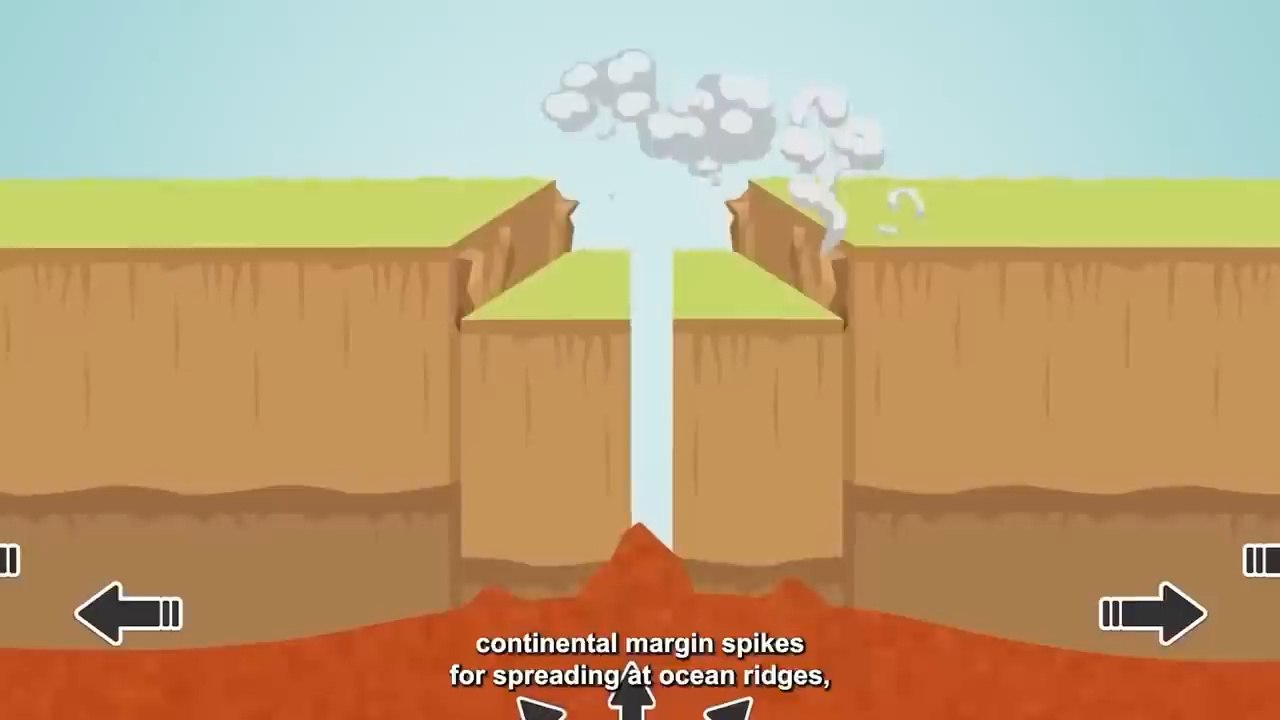 continental margin spikes
for spreading at ocean ridges,